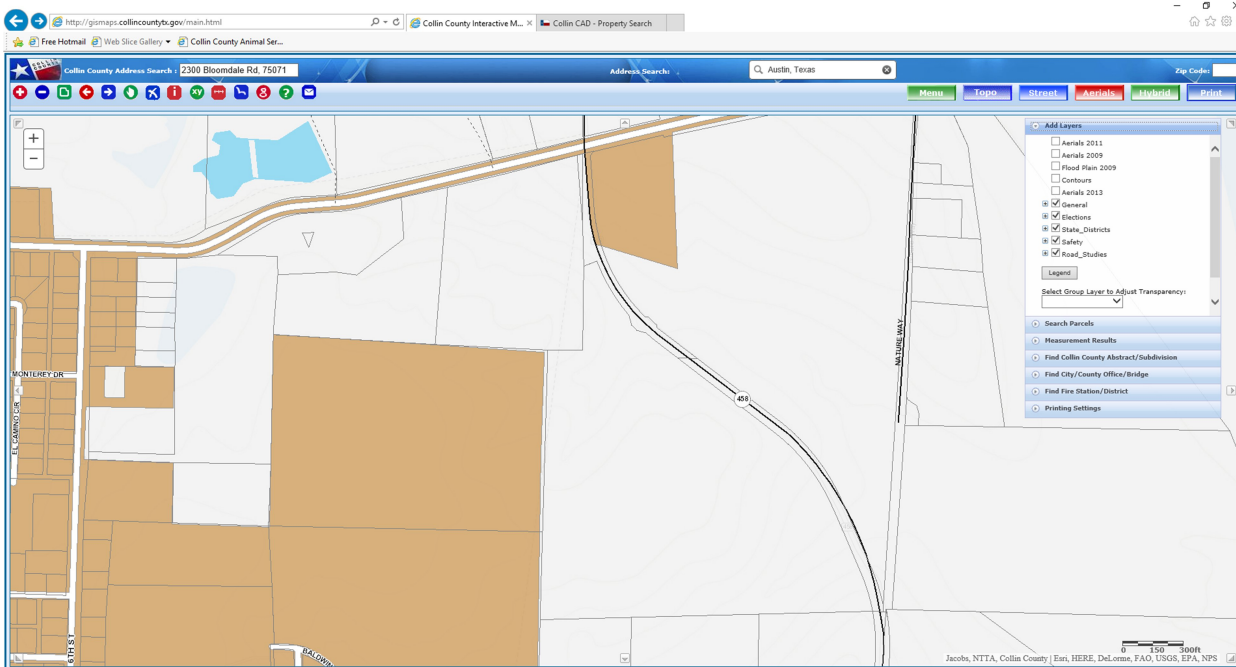 http://gismaps.collincountytx.gov/main.html
Collin County Interactive M...
Collin CAD - Property Search
Free Hotmail
Web Slice Gallery
Collin County Animal Ser...
Collin County Address Search :
2300 Bloomdale Rd, 75071
Address Search:
Austin, Texas
Zip Code:
i xy 8 ?
Menu
Topo
Street
Aerials
Hybrid
Print
+
−
Add Layers
Aerials 2011
Aerials 2009
Flood Plain 2009
Contours
Aerials 2013
General
Elections
State_Districts
Safety
Road_Studies
Legend
Select Group Layer to Adjust Transparency:
Search Parcels
Measurement Results
Find Collin County Abstract/Subdivision
Find City/County Office/Bridge
Find Fire Station/District
Printing Settings
NATURE WAY
MONTEREY DR
458
EL CAMINO CIR
6TH ST
BALDWIN
0 150 300ft
Jacobs, NTTA, Collin County | Esri, HERE, DeLorme, FAO, USGS, EPA, NPS